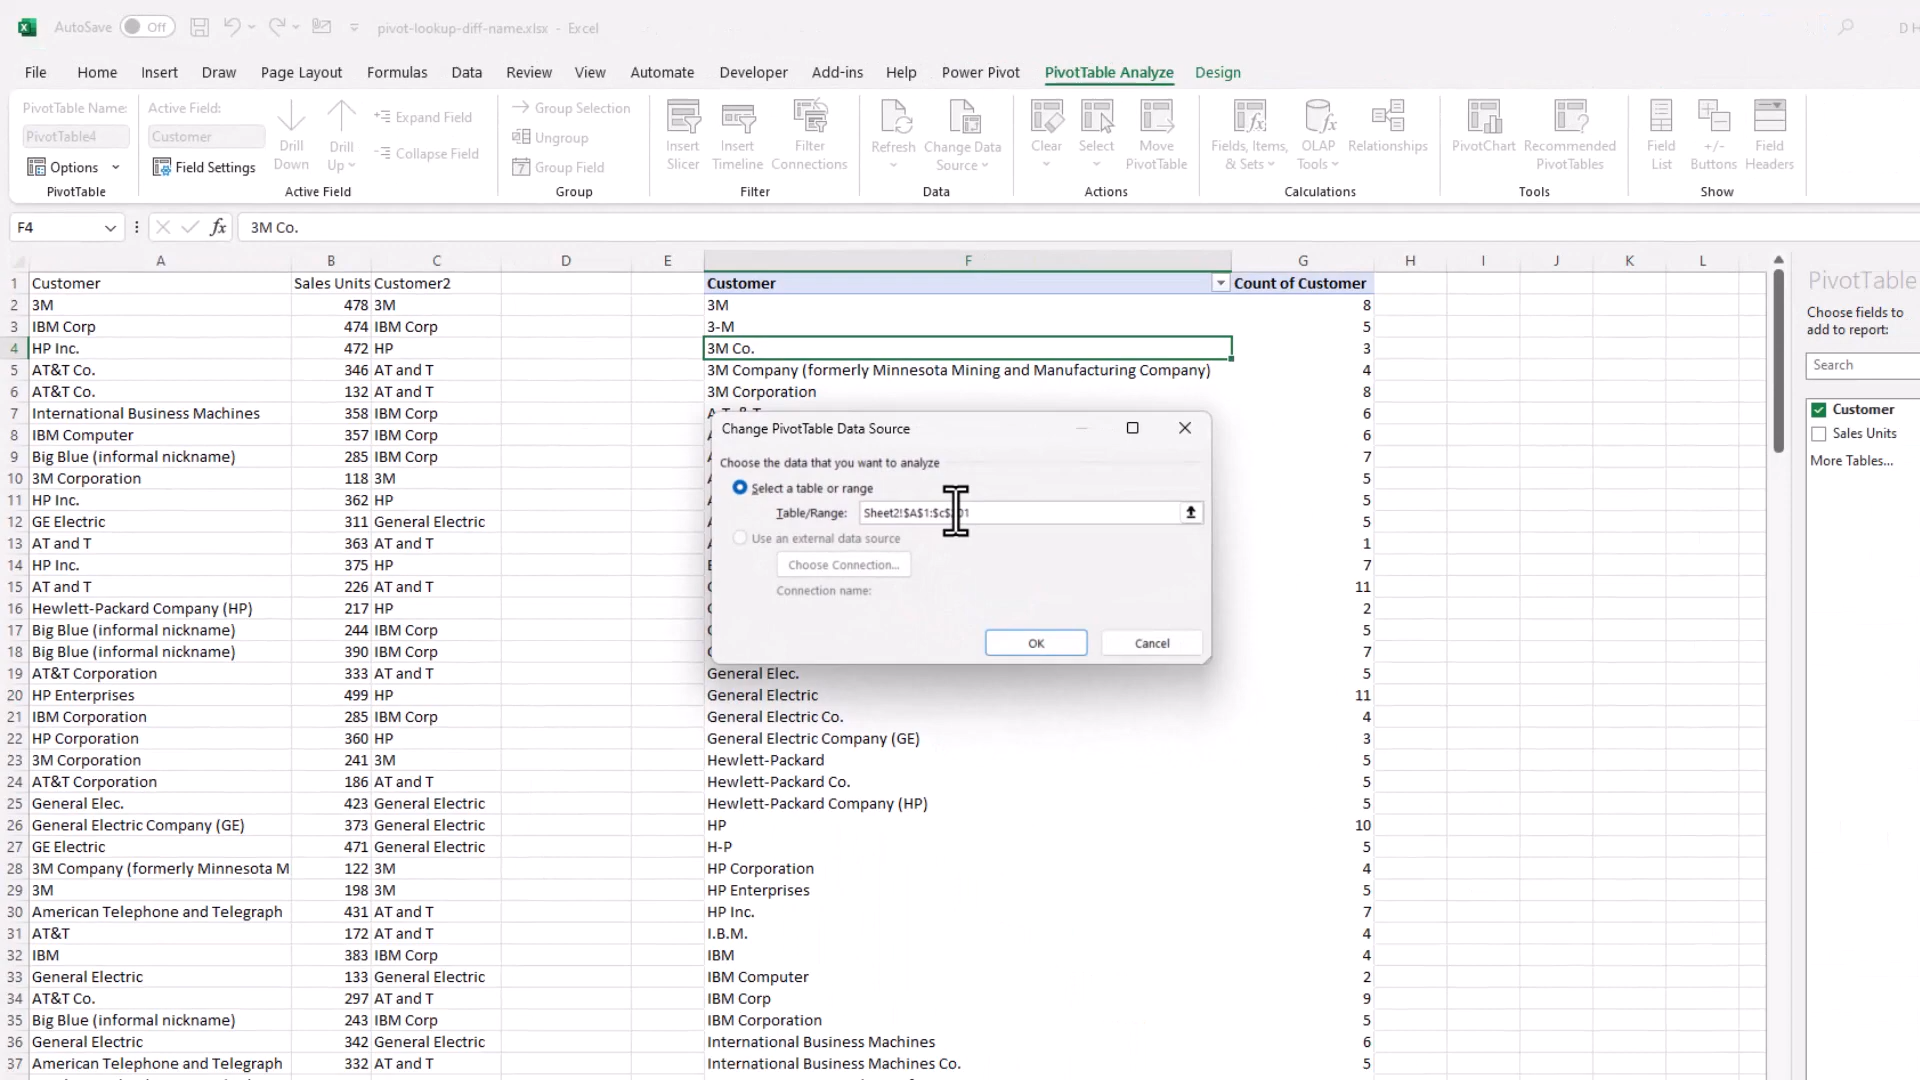 AutoSave Off pivot-lookup-diff-name.xlsx - Excel D H
File Home Insert Draw Page Layout Formulas Data Review View Automate Developer Add-ins Help Power Pivot PivotTable Analyze Design
PivotTable Name:
PivotTable4
Options
PivotTable
Active Field:
Customer
Field Settings
Drill Down
Drill Up
Expand Field
Collapse Field
Active Field
Group Selection
Ungroup
Group Field
Group
Insert Slicer
Insert Timeline
Filter Connections
Filter
Refresh
Change Data Source
Data
Clear
Select
Move PivotTable
Actions
Fields, Items, & Sets
OLAP Tools
Relationships
Calculations
PivotChart
Recommended PivotTables
Tools
Field List
+/- Buttons
Field Headers
Show
F4 fx 3M Co.
A B C D E F G H I J K L
1 Customer Sales Units Customer2 Customer Count of Customer
2 3M 478 3M 3M 8
3 IBM Corp 474 IBM Corp 3-M 5
4 HP Inc. 472 HP 3M Co. 3
5 AT&T Co. 346 AT and T 3M Company (formerly Minnesota Mining and Manufacturing Company) 4
6 AT&T Co. 132 AT and T 3M Corporation 8
7 International Business Machines 358 IBM Corp 6
8 IBM Computer 357 IBM Corp 6
9 Big Blue (informal nickname) 285 IBM Corp 7
10 3M Corporation 118 3M 5
11 HP Inc. 362 HP 5
12 GE Electric 311 General Electric 5
13 AT and T 363 AT and T 1
14 HP Inc. 375 HP 7
15 AT and T 226 AT and T 11
16 Hewlett-Packard Company (HP) 217 HP 2
17 Big Blue (informal nickname) 244 IBM Corp 5
18 Big Blue (informal nickname) 390 IBM Corp 7
19 AT&T Corporation 333 AT and T General Elec. 5
20 HP Enterprises 499 HP General Electric 11
21 IBM Corporation 285 IBM Corp General Electric Co. 4
22 HP Corporation 360 HP General Electric Company (GE) 3
23 3M Corporation 241 3M Hewlett-Packard 5
24 AT&T Corporation 186 AT and T Hewlett-Packard Co. 5
25 General Elec. 423 General Electric Hewlett-Packard Company (HP) 5
26 General Electric Company (GE) 373 General Electric HP 10
27 GE Electric 471 General Electric H-P 5
28 3M Company (formerly Minnesota M 122 3M HP Corporation 4
29 3M 198 3M HP Enterprises 5
30 American Telephone and Telegraph 431 AT and T HP Inc. 7
31 AT&T 172 AT and T I.B.M. 4
32 IBM 383 IBM Corp IBM 4
33 General Electric 133 General Electric IBM Computer 2
34 AT&T Co. 297 AT and T IBM Corp 9
35 Big Blue (informal nickname) 243 IBM Corp IBM Corporation 5
36 General Electric 342 General Electric International Business Machines 6
37 American Telephone and Telegraph 332 AT and T International Business Machines Co. 5
Change PivotTable Data Source
Choose the data that you want to analyze
Select a table or range
Table/Range: Sheet2!$A$1:$c$
Use an external data source
Choose Connection...
Connection name:
OK Cancel
PivotTable
Choose fields to
add to report:
Search
Customer
Sales Units
More Tables...